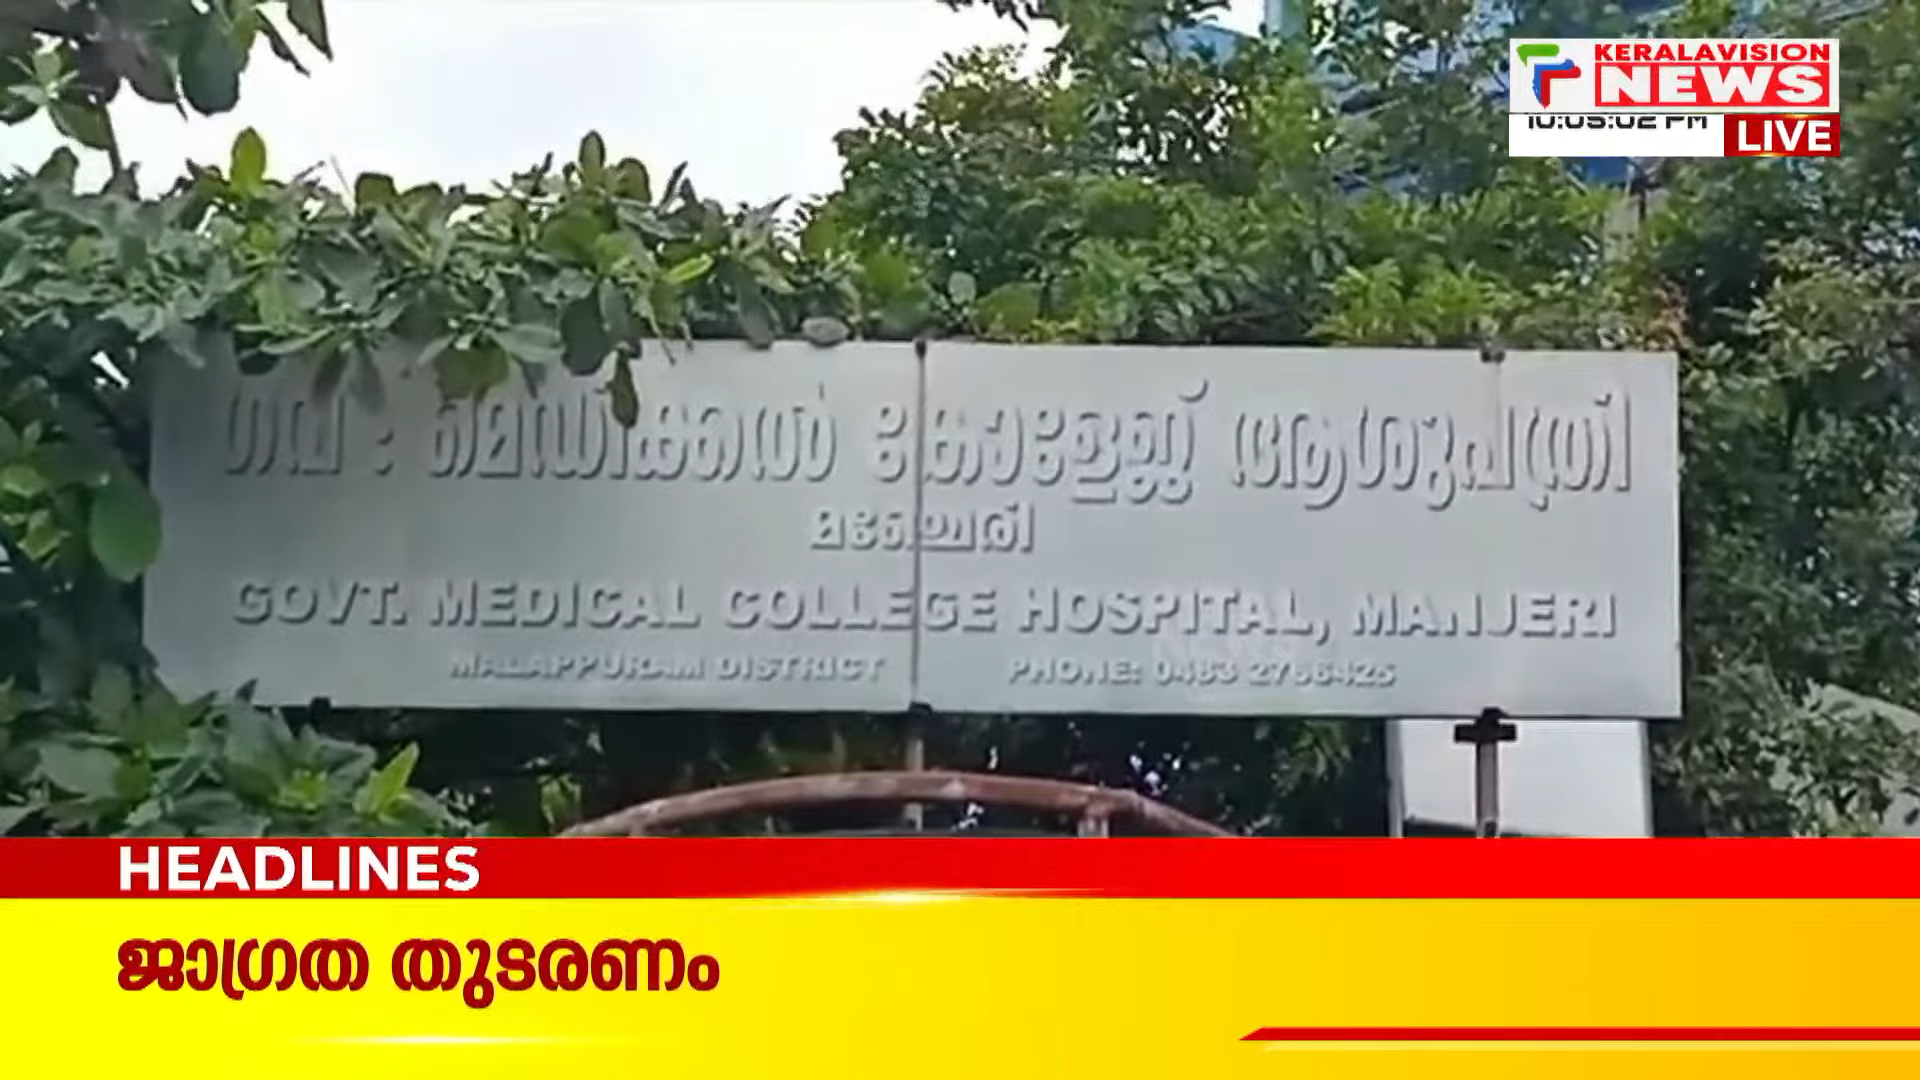 KERALAVISION
NEWS
10:05:02 PM
LIVE
ഗവ : മെഡിക്കൽ കോളേജ് ആശുപത്രി
മഞ്ചേരി
GOVT. MEDICAL COLLEGE HOSPITAL, MANJERI
MALAPPURAM DISTRICT PHONE: 0483 2766425
HEADLINES
ജാഗ്രത തുടരണം